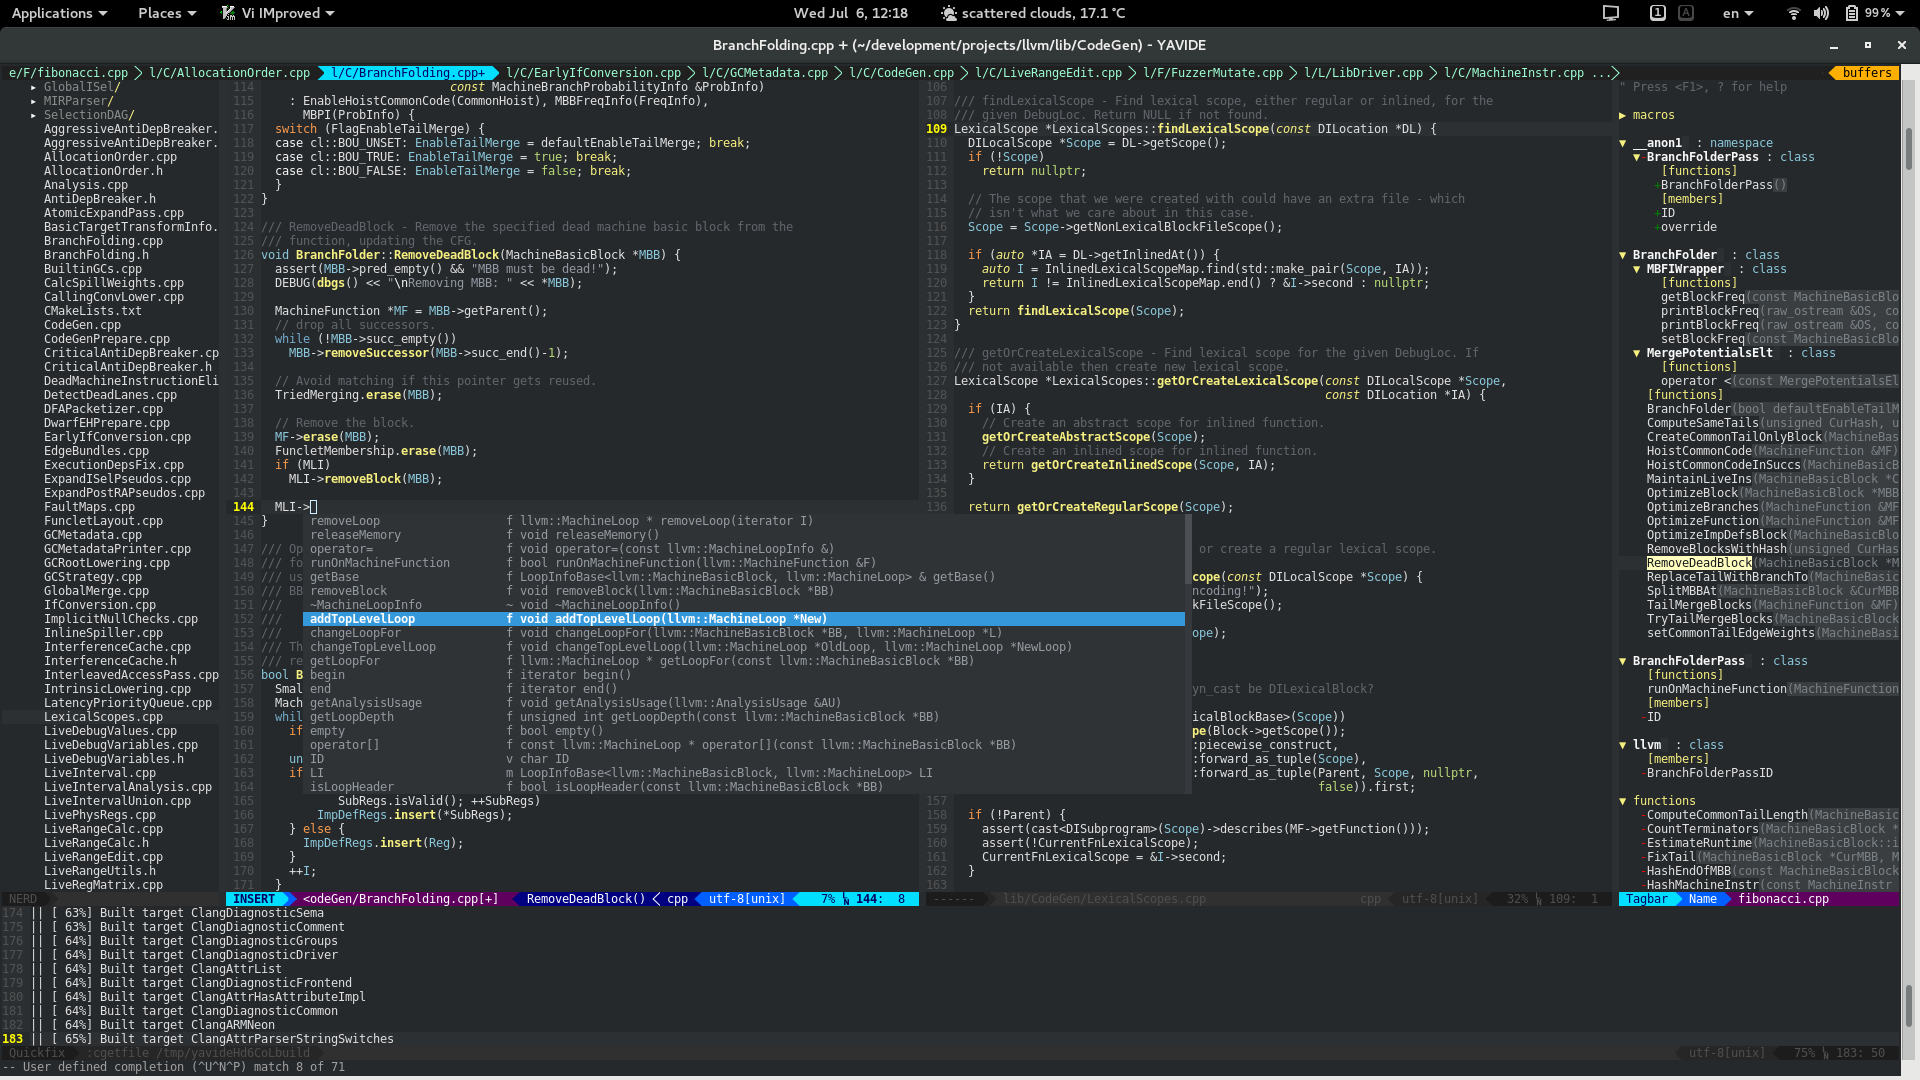 Applications Places Vi IMproved Wed Jul 6, 12:18 scattered clouds, 17.1 °C 1 A en 99%
BranchFolding.cpp + (~/development/projects/llvm/lib/CodeGen) - YAVIDE
e/F/fibonacci.cpp l/C/AllocationOrder.cpp l/C/BranchFolding.cpp+ l/C/EarlyIfConversion.cpp l/C/GCMetadata.cpp l/C/CodeGen.cpp l/C/LiveRangeEdit.cpp l/F/FuzzerMutate.cpp l/L/LibDriver.cpp l/C/MachineInstr.cpp ... buffers
▸ GlobalISel/
▸ MIRParser/
▸ SelectionDAG/
AggressiveAntiDepBreaker.
AggressiveAntiDepBreaker.
AllocationOrder.cpp
AllocationOrder.h
Analysis.cpp
AntiDepBreaker.h
AtomicExpandPass.cpp
BasicTargetTransformInfo.
BranchFolding.cpp
BranchFolding.h
BuiltinGCs.cpp
CalcSpillWeights.cpp
CallingConvLower.cpp
CMakeLists.txt
CodeGen.cpp
CodeGenPrepare.cpp
CriticalAntiDepBreaker.cp
CriticalAntiDepBreaker.h
DeadMachineInstructionEli
DetectDeadLanes.cpp
DFAPacketizer.cpp
DwarfEHPrepare.cpp
EarlyIfConversion.cpp
EdgeBundles.cpp
ExecutionDepsFix.cpp
ExpandISelPseudos.cpp
ExpandPostRAPseudos.cpp
FaultMaps.cpp
FuncletLayout.cpp
GCMetadata.cpp
GCMetadataPrinter.cpp
GCRootLowering.cpp
GCStrategy.cpp
GlobalMerge.cpp
IfConversion.cpp
ImplicitNullChecks.cpp
InlineSpiller.cpp
InterferenceCache.cpp
InterferenceCache.h
InterleavedAccessPass.cpp
IntrinsicLowering.cpp
LatencyPriorityQueue.cpp
LexicalScopes.cpp
LiveDebugValues.cpp
LiveDebugVariables.cpp
LiveDebugVariables.h
LiveInterval.cpp
LiveIntervalAnalysis.cpp
LiveIntervalUnion.cpp
LivePhysRegs.cpp
LiveRangeCalc.cpp
LiveRangeCalc.h
LiveRangeEdit.cpp
LiveRangeUtils.h
LiveRegMatrix.cpp
NERD
114 const MachineBranchProbabilityInfo &ProbInfo)
115 : EnableHoistCommonCode(CommonHoist), MBBFreqInfo(FreqInfo),
116 MBPI(ProbInfo) {
117 switch (FlagEnableTailMerge) {
118 case cl::BOU_UNSET: EnableTailMerge = defaultEnableTailMerge; break;
119 case cl::BOU_TRUE: EnableTailMerge = true; break;
120 case cl::BOU_FALSE: EnableTailMerge = false; break;
121 }
122 }
123
124 /// RemoveDeadBlock - Remove the specified dead machine basic block from the
125 /// function, updating the CFG.
126 void BranchFolder::RemoveDeadBlock(MachineBasicBlock *MBB) {
127 assert(MBB->pred_empty() && "MBB must be dead!");
128 DEBUG(dbgs() << "\nRemoving MBB: " << *MBB);
129
130 MachineFunction *MF = MBB->getParent();
131 // drop all successors.
132 while (!MBB->succ_empty())
133 MBB->removeSuccessor(MBB->succ_end()-1);
134
135 // Avoid matching if this pointer gets reused.
136 TriedMerging.erase(MBB);
137
138 // Remove the block.
139 MF->erase(MBB);
140 FuncletMembership.erase(MBB);
141 if (MLI)
142 MLI->removeBlock(MBB);
143
144 MLI->
145 }
146
147 /// Op
148 /// fo
149 /// us
150 /// BB
151 ///
152 ///
153 ///
154 /// Th
155 /// re
156 bool B
157 Smal
158 Mach
159 whil
160 if
161
162 un
163 if
164
165 SubRegs.isValid(); ++SubRegs)
166 ImpDefRegs.insert(*SubRegs);
167 } else {
168 ImpDefRegs.insert(Reg);
169 }
170 ++I;
171 }
removeLoop f llvm::MachineLoop * removeLoop(iterator I)
releaseMemory f void releaseMemory()
operator= f void operator=(const llvm::MachineLoopInfo &)
runOnMachineFunction f bool runOnMachineFunction(llvm::MachineFunction &F)
getBase f LoopInfoBase<llvm::MachineBasicBlock, llvm::MachineLoop> & getBase()
removeBlock f void removeBlock(llvm::MachineBasicBlock *BB)
~MachineLoopInfo ~ void ~MachineLoopInfo()
addTopLevelLoop f void addTopLevelLoop(llvm::MachineLoop *New)
changeLoopFor f void changeLoopFor(llvm::MachineBasicBlock *BB, llvm::MachineLoop *L)
changeTopLevelLoop f void changeTopLevelLoop(llvm::MachineLoop *OldLoop, llvm::MachineLoop *NewLoop)
getLoopFor f llvm::MachineLoop * getLoopFor(const llvm::MachineBasicBlock *BB)
begin f iterator begin()
end f iterator end()
getAnalysisUsage f void getAnalysisUsage(llvm::AnalysisUsage &AU)
getLoopDepth f unsigned int getLoopDepth(const llvm::MachineBasicBlock *BB)
empty f bool empty()
operator[] f const llvm::MachineLoop * operator[](const llvm::MachineBasicBlock *BB)
ID v char ID
LI m LoopInfoBase<llvm::MachineBasicBlock, llvm::MachineLoop> LI
isLoopHeader f bool isLoopHeader(const llvm::MachineBasicBlock *BB)
INSERT <odeGen/BranchFolding.cpp[+] RemoveDeadBlock() cpp utf-8[unix] 7% 144: 8
106
107 /// findLexicalScope - Find lexical scope, either regular or inlined, for the
108 /// given DebugLoc. Return NULL if not found.
109 LexicalScope *LexicalScopes::findLexicalScope(const DILocation *DL) {
110 DILocalScope *Scope = DL->getScope();
111 if (!Scope)
112 return nullptr;
113
114 // The scope that we were created with could have an extra file - which
115 // isn't what we care about in this case.
116 Scope = Scope->getNonLexicalBlockFileScope();
117
118 if (auto *IA = DL->getInlinedAt()) {
119 auto I = InlinedLexicalScopeMap.find(std::make_pair(Scope, IA));
120 return I != InlinedLexicalScopeMap.end() ? &I->second : nullptr;
121 }
122 return findLexicalScope(Scope);
123 }
124
125 /// getOrCreateLexicalScope - Find lexical scope for the given DebugLoc. If
126 /// not available then create new lexical scope.
127 LexicalScope *LexicalScopes::getOrCreateLexicalScope(const DILocalScope *Scope,
128 const DILocation *IA) {
129 if (IA) {
130 // Create an abstract scope for inlined function.
131 getOrCreateAbstractScope(Scope);
132 // Create an inlined scope for inlined function.
133 return getOrCreateInlinedScope(Scope, IA);
134 }
135
136 return getOrCreateRegularScope(Scope);
or create a regular lexical scope.
cope(const DILocalScope *Scope) {
ncoding!");
kFileScope();
ope);
yn_cast be DILexicalBlock?
icalBlockBase>(Scope))
pe(Block->getScope());
:piecewise_construct,
:forward_as_tuple(Scope),
:forward_as_tuple(Parent, Scope, nullptr,
false)).first;
157
158 if (!Parent) {
159 assert(cast<DISubprogram>(Scope)->describes(MF->getFunction()));
160 assert(!CurrentFnLexicalScope);
161 CurrentFnLexicalScope = &I->second;
162 }
163
------ lib/CodeGen/LexicalScopes.cpp cpp utf-8[unix] 32% 109: 1
" Press <F1>, ? for help
▶ macros
▼ __anon1 : namespace
▼ BranchFolderPass : class
[functions]
+BranchFolderPass()
[members]
+ID
+override
▼ BranchFolder : class
▼ MBFIWrapper : class
[functions]
getBlockFreq(const MachineBasicBlo
printBlockFreq(raw_ostream &OS, co
printBlockFreq(raw_ostream &OS, co
setBlockFreq(const MachineBasicBlo
▼ MergePotentialsElt : class
[functions]
operator <(const MergePotentialsEl
[functions]
BranchFolder(bool defaultEnableTailM
ComputeSameTails(unsigned CurHash, u
CreateCommonTailOnlyBlock(MachineBas
HoistCommonCode(MachineFunction &MF)
HoistCommonCodeInSuccs(MachineBasicB
MaintainLiveIns(MachineBasicBlock *C
OptimizeBlock(MachineBasicBlock *MBB
OptimizeBranches(MachineFunction &MF
OptimizeFunction(MachineFunction &MF
OptimizeImpDefsBlock(MachineBasicBlo
RemoveBlocksWithHash(unsigned CurHas
RemoveDeadBlock(MachineBasicBlock *M
ReplaceTailWithBranchTo(MachineBasic
SplitMBBAt(MachineBasicBlock &CurMBB
TailMergeBlocks(MachineFunction &MF)
TryTailMergeBlocks(MachineBasicBlock
setCommonTailEdgeWeights(MachineBasi
▼ BranchFolderPass : class
[functions]
runOnMachineFunction(MachineFunction
[members]
-ID
▼ llvm : class
[members]
-BranchFolderPassID
▼ functions
-ComputeCommonTailLength(MachineBasic
-CountTerminators(MachineBasicBlock *
-EstimateRuntime(MachineBasicBlock::i
-FixTail(MachineBasicBlock *CurMBB, M
-HashEndOfMBB(const MachineBasicBlock
-HashMachineInstr(const MachineInstr
Tagbar Name fibonacci.cpp
174 || [ 63%] Built target ClangDiagnosticSema
175 || [ 63%] Built target ClangDiagnosticComment
176 || [ 64%] Built target ClangDiagnosticGroups
177 || [ 64%] Built target ClangDiagnosticDriver
178 || [ 64%] Built target ClangAttrList
179 || [ 64%] Built target ClangDiagnosticFrontend
180 || [ 64%] Built target ClangAttrHasAttributeImpl
181 || [ 64%] Built target ClangDiagnosticCommon
182 || [ 64%] Built target ClangARMNeon
183 || [ 65%] Built target ClangAttrParserStringSwitches
Quickfix :cgetfile /tmp/yavideHd6CoLbuild utf-8[unix] 75% 183: 50
-- User defined completion (^U^N^P) match 8 of 71